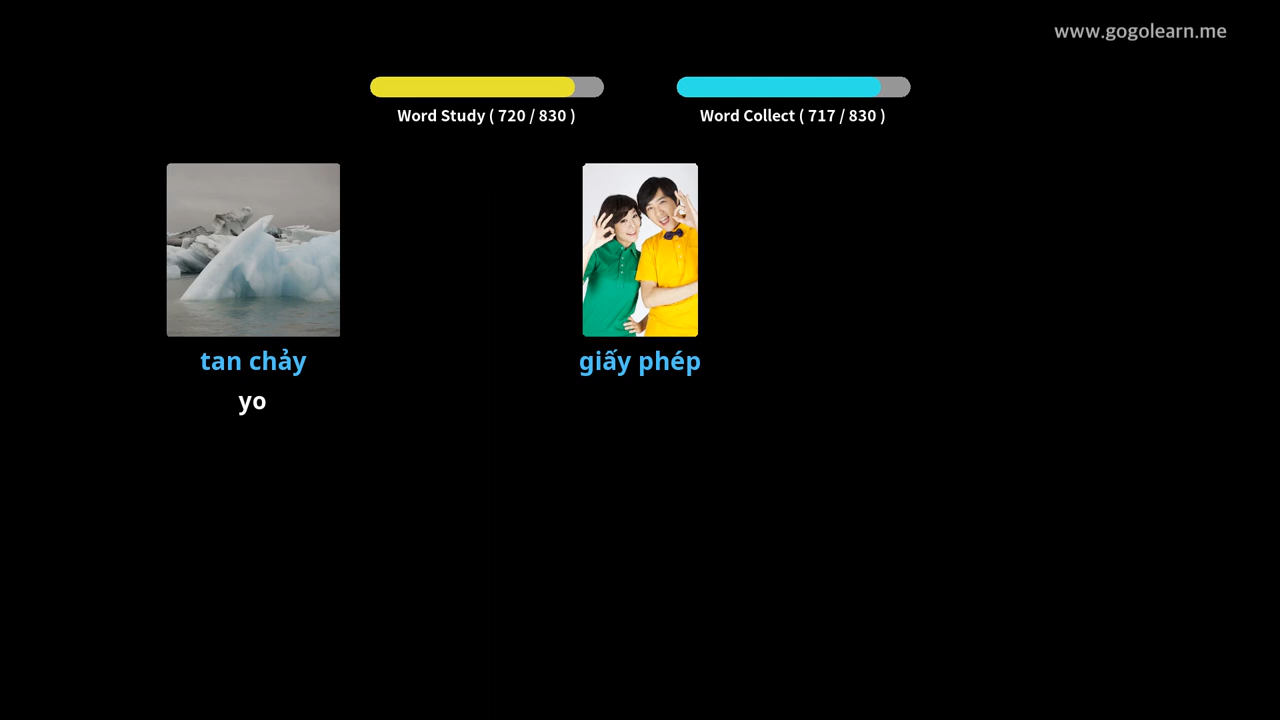 www.gogolearn.me
Word Study ( 720 / 830 )
Word Collect ( 717 / 830 )
tan chảy
giấy phép
yo